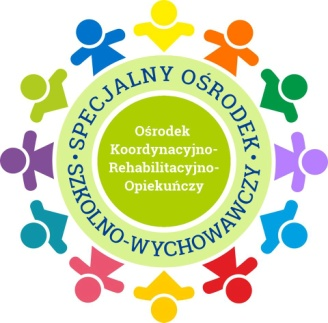 • SPECJALNY OŚRODEK •
SZKOLNO-WYCHOWAWCZY
Ośrodek
Koordynacyjno-
Rehabilitacyjno-
Opiekuńczy